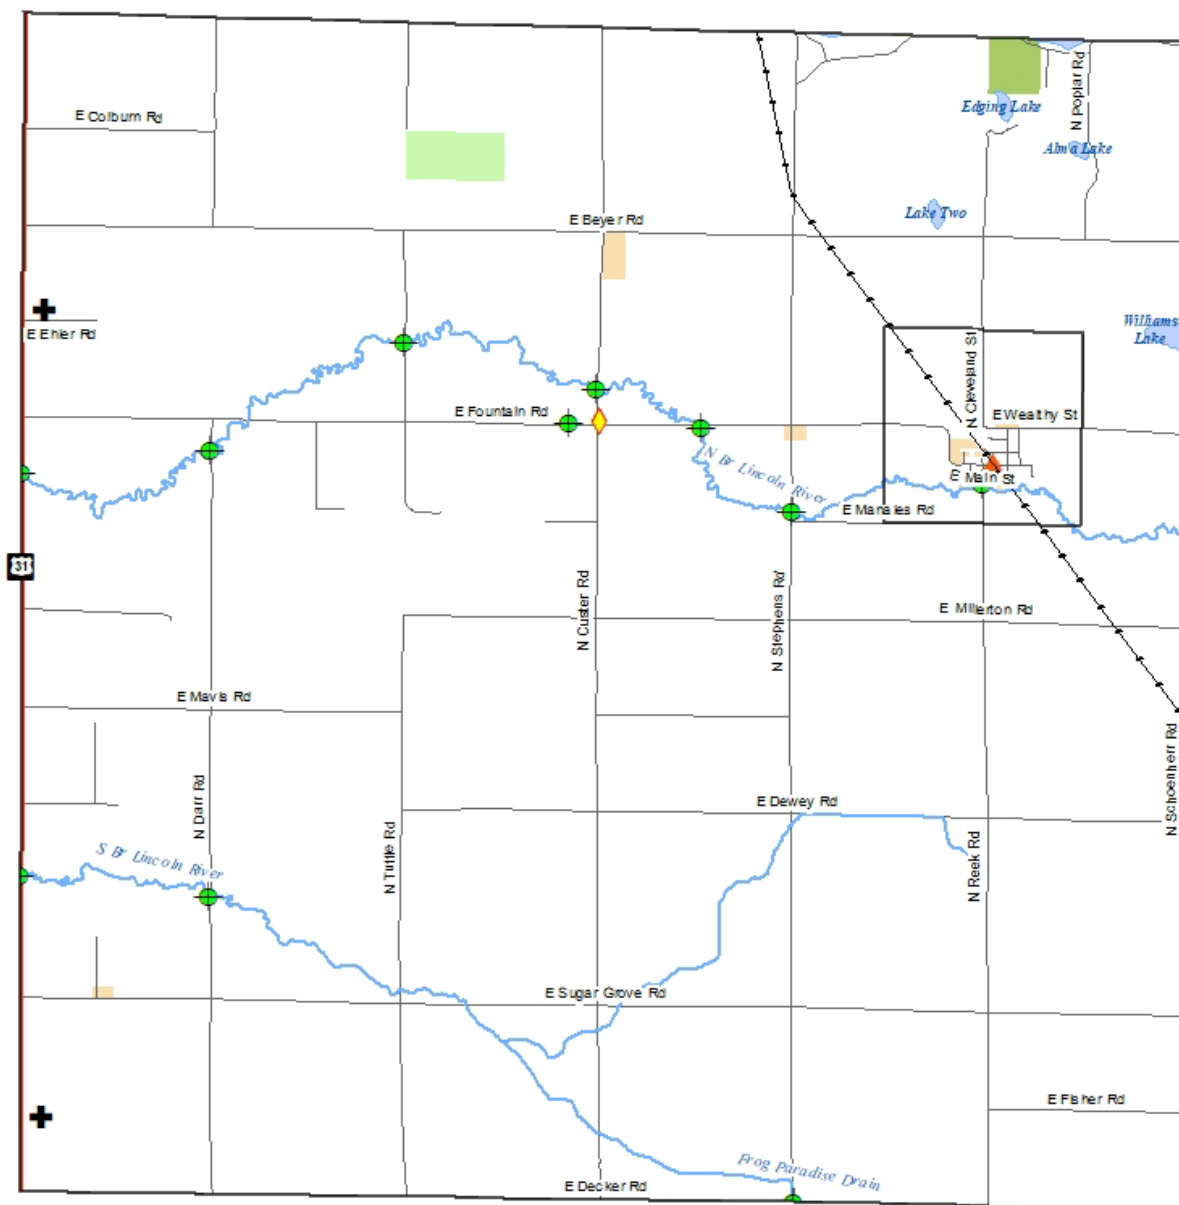 E Colburn Rd
N Poplar Rd
Edging Lake
Alma Lake
Lake Two
E Beyer Rd
E Ehler Rd
Williams
Lake
N Cleveland St
E Fountain Rd
E Wealthy St
N Br Lincoln River
E Main St
E Manales Rd
31
N Custer Rd
N Stephens Rd
E Millerton Rd
E Mavis Rd
N Schoenherr Rd
N Darr Rd
E Dewey Rd
N Tuttle Rd
N Reek Rd
S Br Lincoln River
E Sugar Grove Rd
E Fisher Rd
Frog Paradise Drain
E Decker Rd